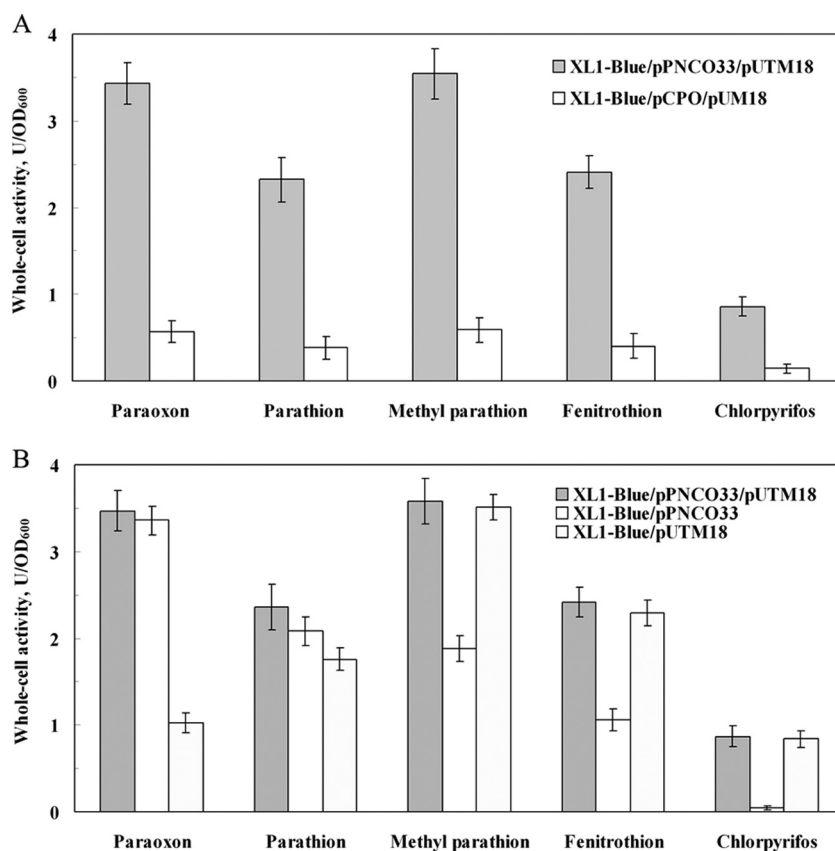 A
Whole-cell activity, U/OD600
4
3
2
1
0
XL1-Blue/pPNCO33/pUTM18
XL1-Blue/pCPO/pUM18
Paraoxon Parathion Methyl parathion Fenitrothion Chlorpyrifos
B
Whole-cell activity, U/OD600
4
3
2
1
0
XL1-Blue/pPNCO33/pUTM18
XL1-Blue/pPNCO33
XL1-Blue/pUTM18
Paraoxon Parathion Methyl parathion Fenitrothion Chlorpyrifos